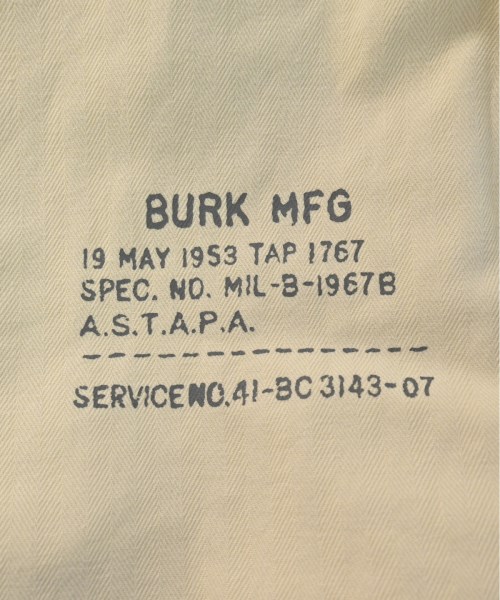 BURK MFG
19 MAY 1953 TAP 1767
SPEC. NO. MIL-B-1967B
A.S.T.A.P.A.
SERVICE NO. 41-BC 3143-07